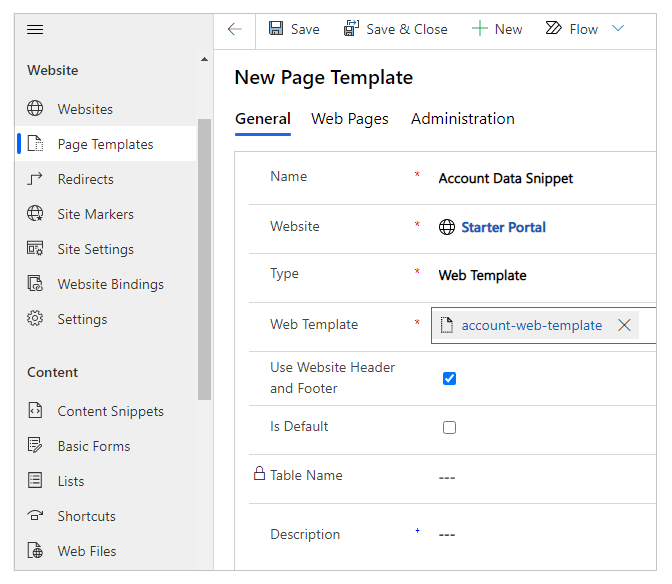 Save
Save & Close
New
Flow
Website
Websites
Page Templates
Redirects
Site Markers
Site Settings
Website Bindings
Settings
Content
Content Snippets
Basic Forms
Lists
Shortcuts
Web Files
New Page Template
General
Web Pages
Administration
Name * Account Data Snippet
Website * Starter Portal
Type * Web Template
Web Template * account-web-template
Use Website Header
and Footer
Is Default
Table Name ---
Description + ---